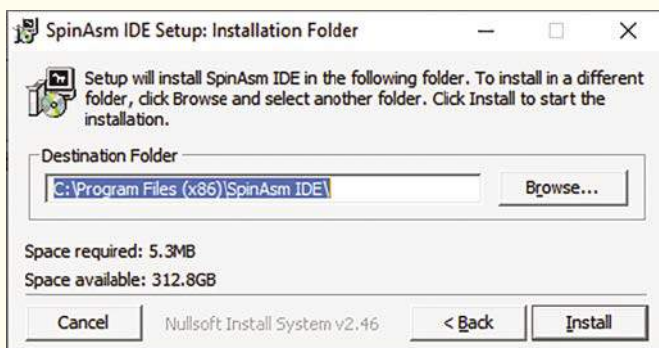 SpinAsm IDE Setup: Installation Folder
Setup will install SpinAsm IDE in the following folder. To install in a different
folder, click Browse and select another folder. Click Install to start the
installation.
Destination Folder
C:\Program Files (x86)\SpinAsm IDE\
Browse...
Space required: 5.3MB
Space available: 312.8GB
Cancel
Nullsoft Install System v2.46
< Back
Install